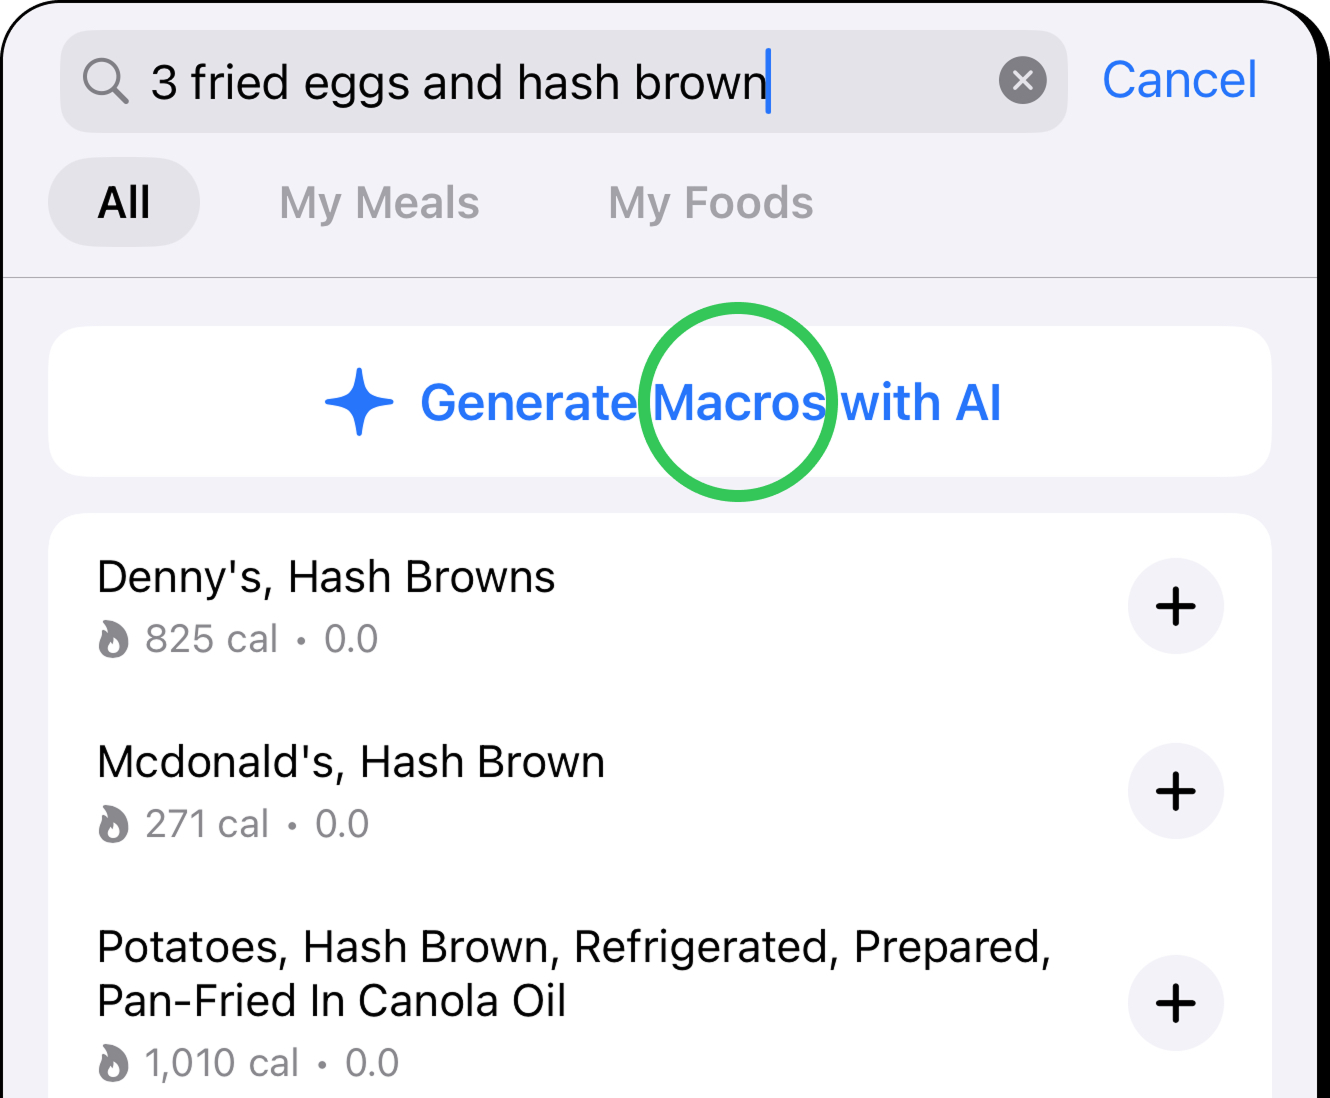 3 fried eggs and hash brown
Cancel
All
My Meals
My Foods
Generate Macros with AI
Denny's, Hash Browns
825 cal • 0.0
Mcdonald's, Hash Brown
271 cal • 0.0
Potatoes, Hash Brown, Refrigerated, Prepared,
Pan-Fried In Canola Oil
1,010 cal • 0.0